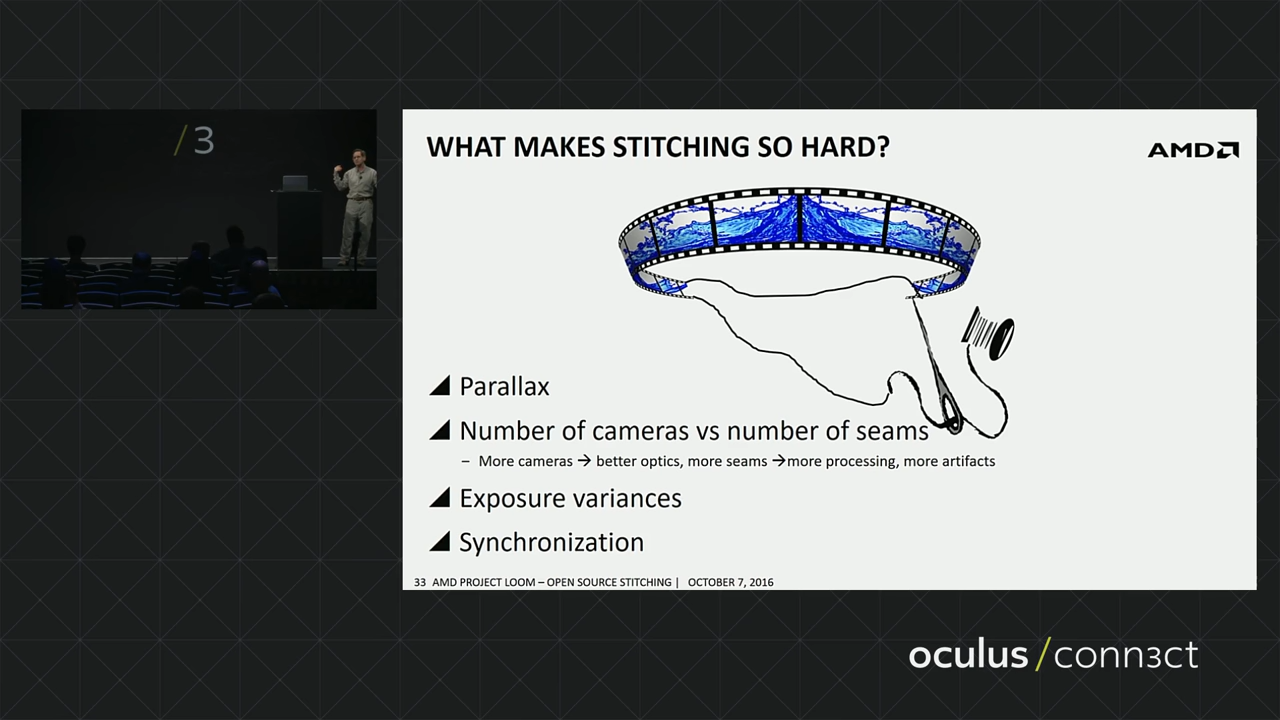 /3
WHAT MAKES STITCHING SO HARD?
AMD
Parallax
Number of cameras vs number of seams
– More cameras → better optics, more seams →more processing, more artifacts
Exposure variances
Synchronization
33 AMD PROJECT LOOM – OPEN SOURCE STITCHING | OCTOBER 7, 2016
oculus /conn3ct